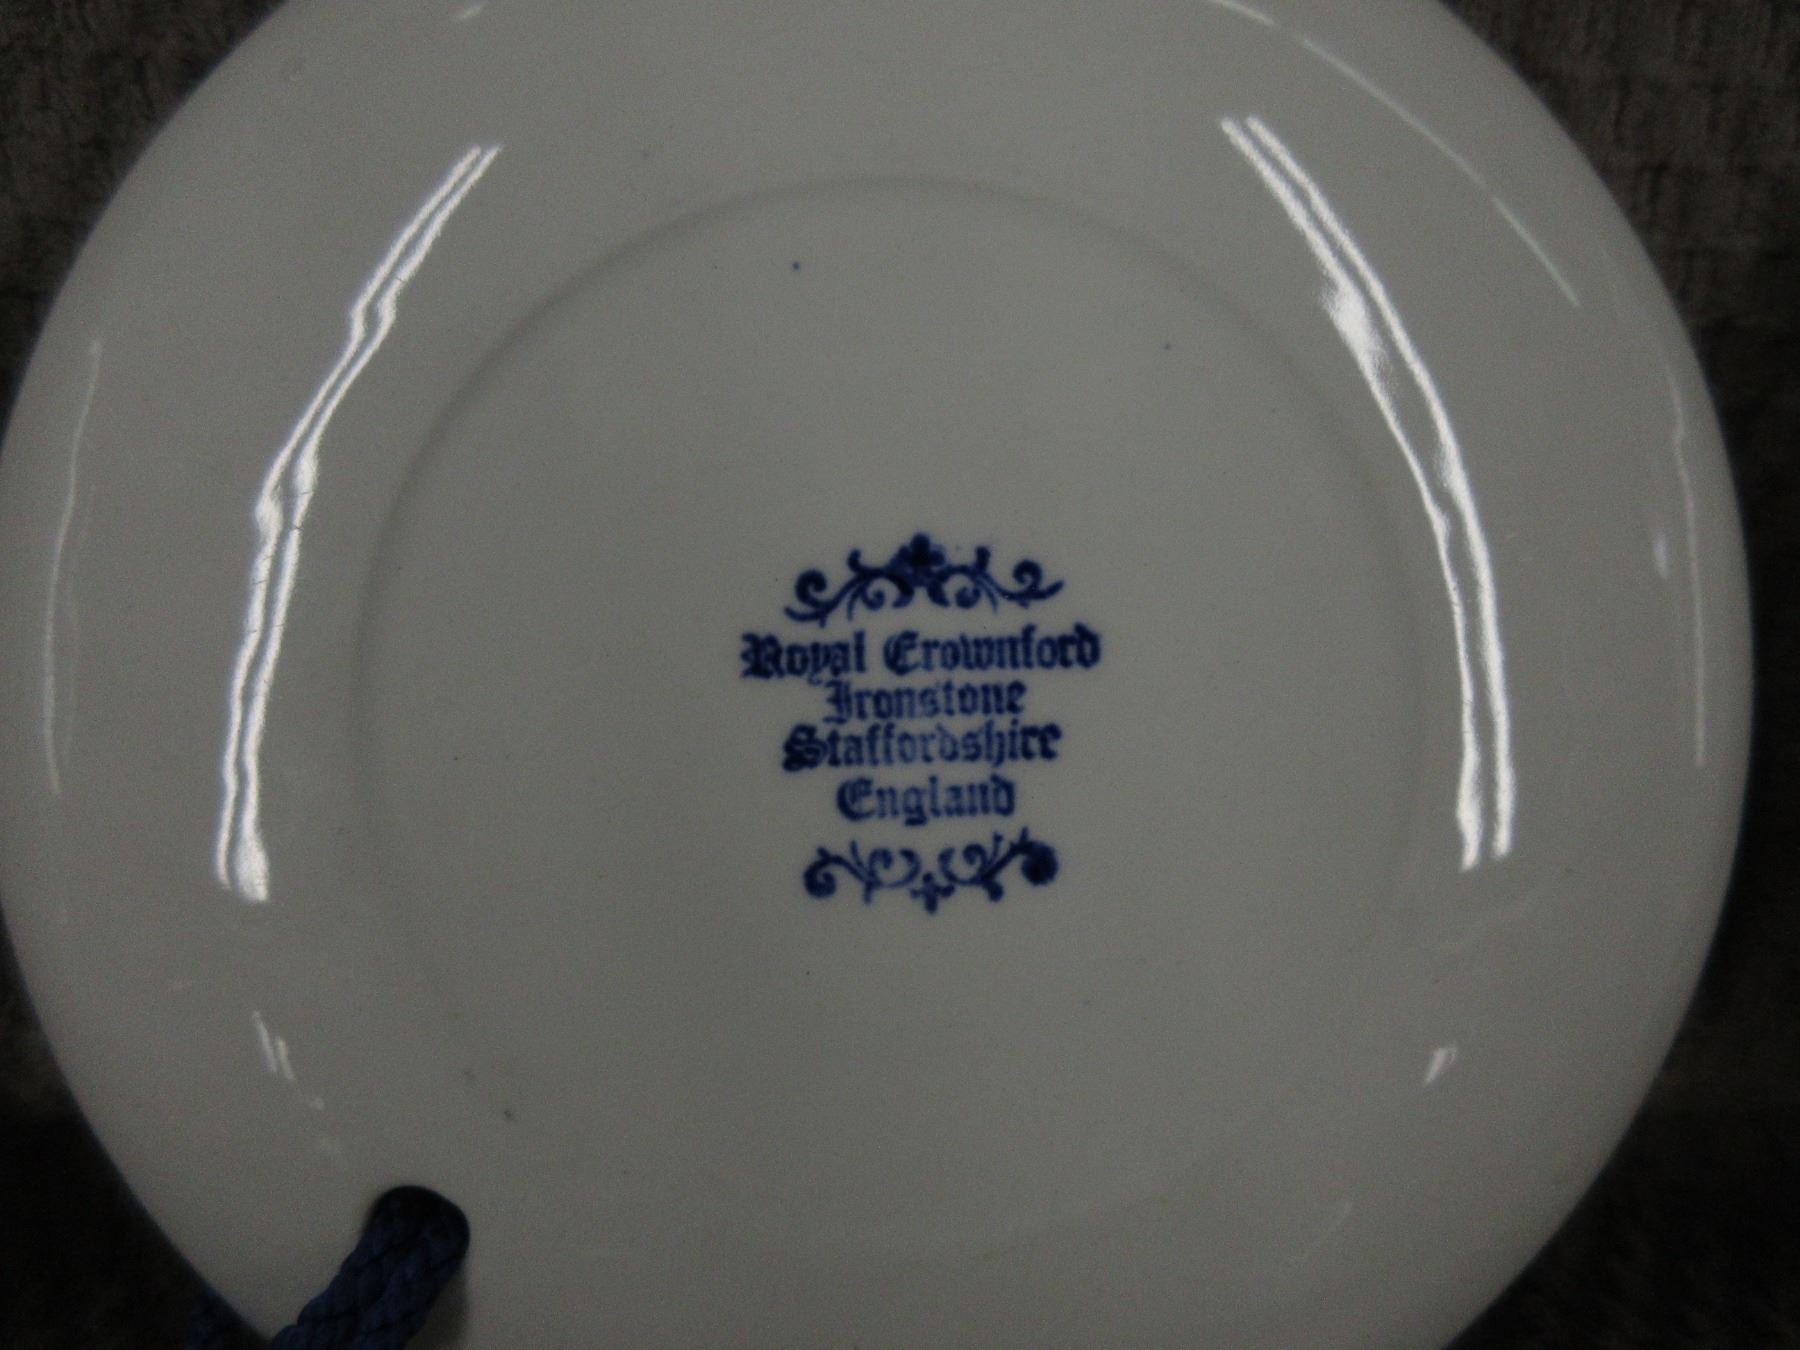 Royal Crownford
Ironstone
Staffordshire
England